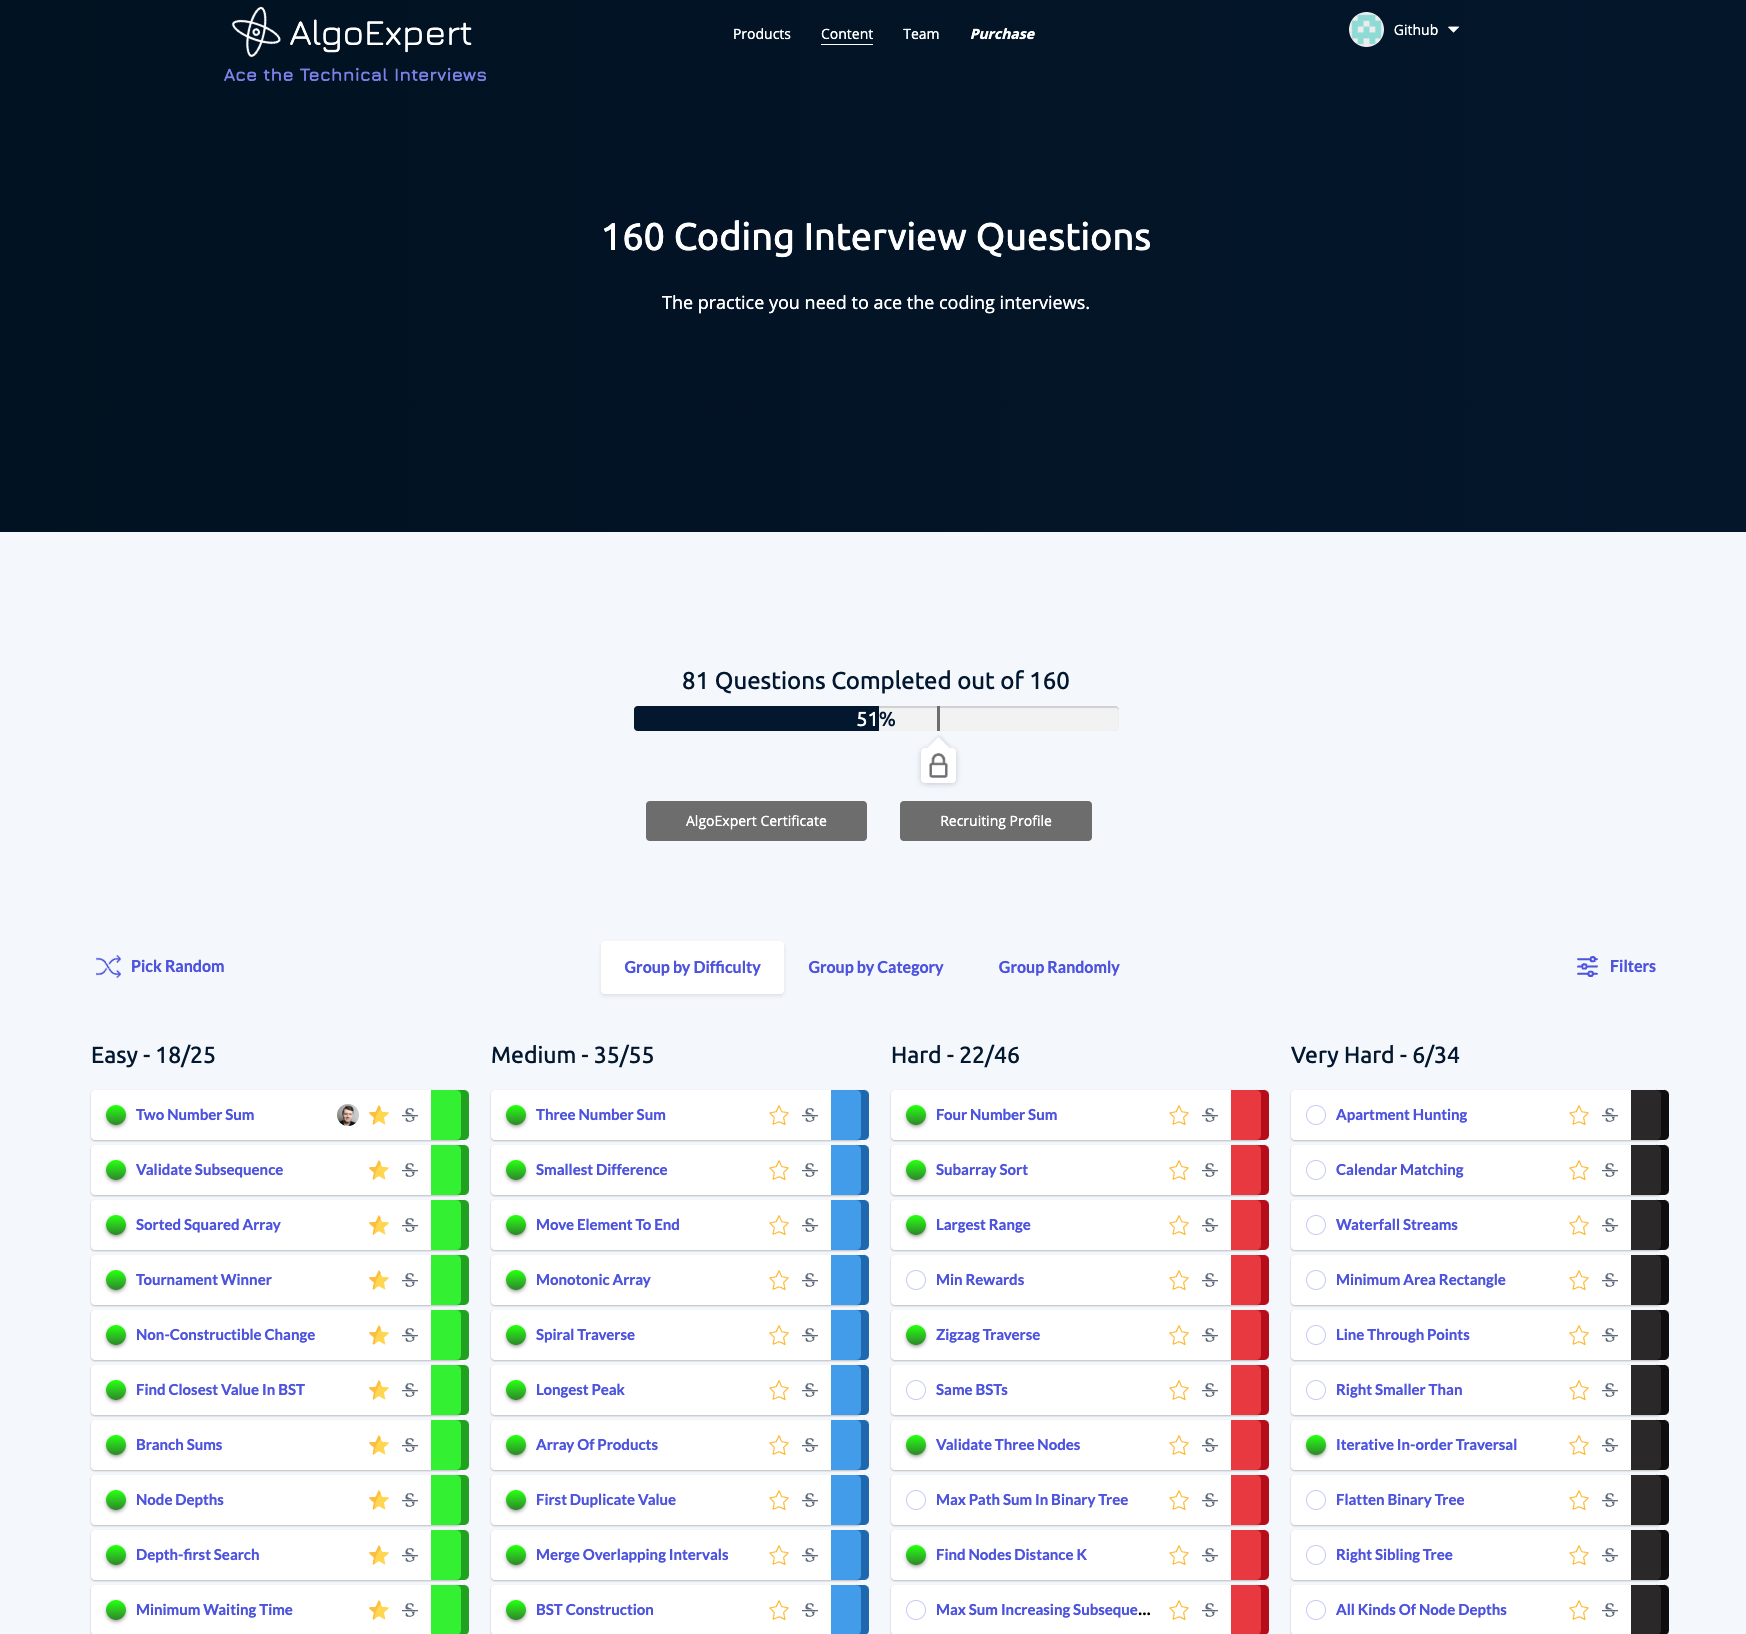 AlgoExpert
Ace the Technical Interviews
Products
Content
Team
Purchase
Github
160 Coding Interview Questions
The practice you need to ace the coding interviews.
81 Questions Completed out of 160
51%
AlgoExpert Certificate
Recruiting Profile
Pick Random
Group by Difficulty
Group by Category
Group Randomly
Filters
Easy - 18/25
Two Number Sum
S
Validate Subsequence
S
Sorted Squared Array
S
Tournament Winner
S
Non-Constructible Change
S
Find Closest Value In BST
S
Branch Sums
S
Node Depths
S
Depth-first Search
S
Minimum Waiting Time
S
Medium - 35/55
Three Number Sum
S
Smallest Difference
S
Move Element To End
S
Monotonic Array
S
Spiral Traverse
S
Longest Peak
S
Array Of Products
S
First Duplicate Value
S
Merge Overlapping Intervals
S
BST Construction
S
Hard - 22/46
Four Number Sum
S
Subarray Sort
S
Largest Range
S
Min Rewards
S
Zigzag Traverse
S
Same BSTs
S
Validate Three Nodes
S
Max Path Sum In Binary Tree
S
Find Nodes Distance K
S
Max Sum Increasing Subseque...
S
Very Hard - 6/34
Apartment Hunting
S
Calendar Matching
S
Waterfall Streams
S
Minimum Area Rectangle
S
Line Through Points
S
Right Smaller Than
S
Iterative In-order Traversal
S
Flatten Binary Tree
S
Right Sibling Tree
S
All Kinds Of Node Depths
S